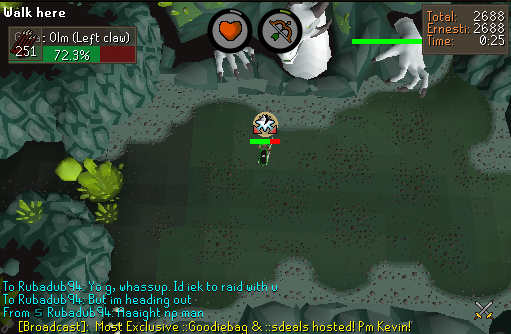 Walk here
Olm (Left claw)
251
72.3%
Total: 2688
Ernesti: 2688
Time: 0:25
To Rubadub94: Yo g, whassup. Id iek to raid with u
To Rubadub94: But im heading out
From S Rubadub94: Aaaight np man
[Broadcast]: Most Exclusive ::Goodiebag & ::sdeals hosted! Pm Kevin!